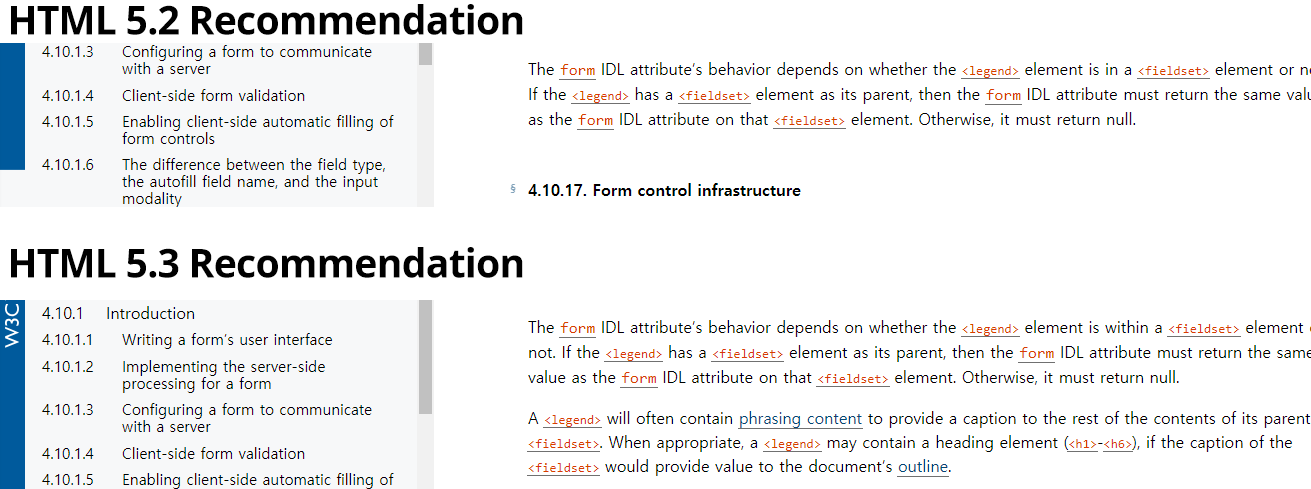 HTML 5.2 Recommendation
4.10.1.3 Configuring a form to communicate
with a server
4.10.1.4 Client-side form validation
4.10.1.5 Enabling client-side automatic filling of
form controls
4.10.1.6 The difference between the field type,
the autofill field name, and the input
modality
The form IDL attribute's behavior depends on whether the <legend> element is in a <fieldset> element or
If the <legend> has a <fieldset> element as its parent, then the form IDL attribute must return the same
as the form IDL attribute on that <fieldset> element. Otherwise, it must return null.
§ 4.10.17. Form control infrastructure
HTML 5.3 Recommendation
W3C
4.10.1 Introduction
4.10.1.1 Writing a form's user interface
4.10.1.2 Implementing the server-side
processing for a form
4.10.1.3 Configuring a form to communicate
with a server
4.10.1.4 Client-side form validation
4.10.1.5 Enabling client-side automatic filling of
The form IDL attribute's behavior depends on whether the <legend> element is within a <fieldset> element
not. If the <legend> has a <fieldset> element as its parent, then the form IDL attribute must return the same
value as the form IDL attribute on that <fieldset> element. Otherwise, it must return null.
A <legend> will often contain phrasing content to provide a caption to the rest of the contents of its parent
<fieldset>. When appropriate, a <legend> may contain a heading element (<h1>-<h6>), if the caption of the
<fieldset> would provide value to the document's outline.